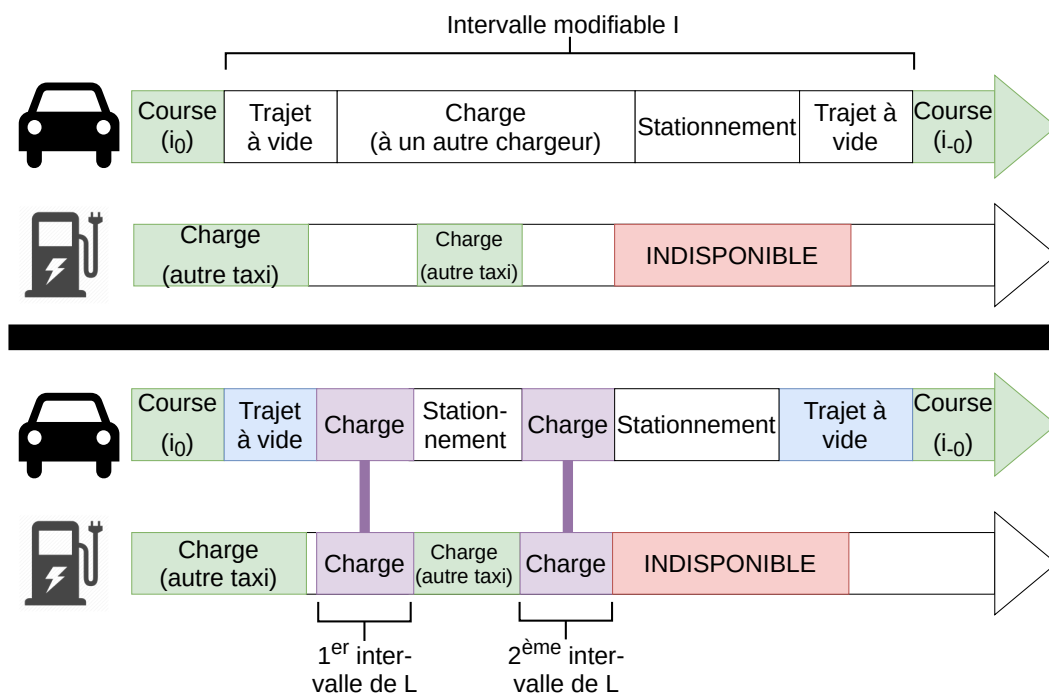 Intervalle modifiable I
Course
(i0)
Trajet
à vide
Charge
(à un autre chargeur)
Stationnement
Trajet à
vide
Course
(i-0)
Charge
(autre taxi)
Charge
(autre taxi)
INDISPONIBLE
Course
(i0)
Trajet
à vide
Charge
Station-
nement
Charge
Stationnement
Trajet à
vide
Course
(i-0)
Charge
(autre taxi)
Charge
Charge
(autre taxi)
Charge
INDISPONIBLE
1er inter-
valle de L
2ème inter-
valle de L